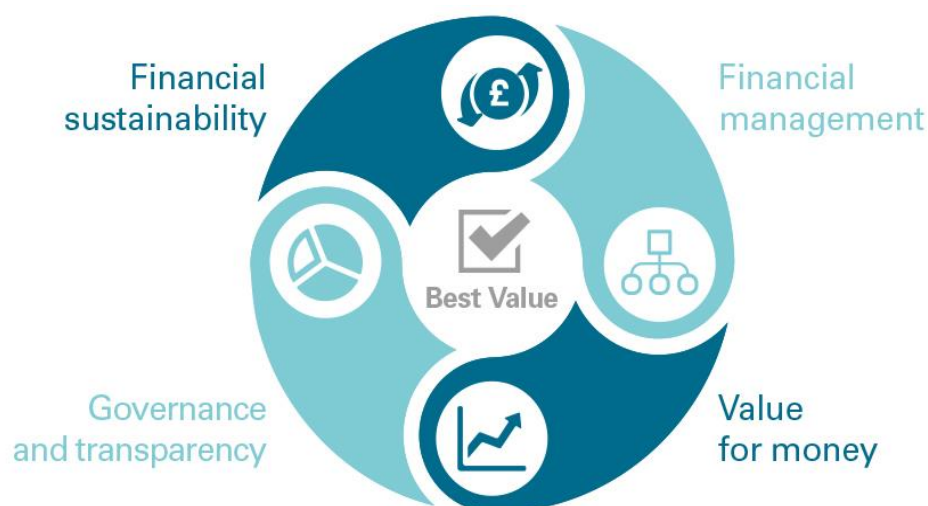 Financial
sustainability
Financial
management
£
Best Value
Governance
and transparency
Value
for money